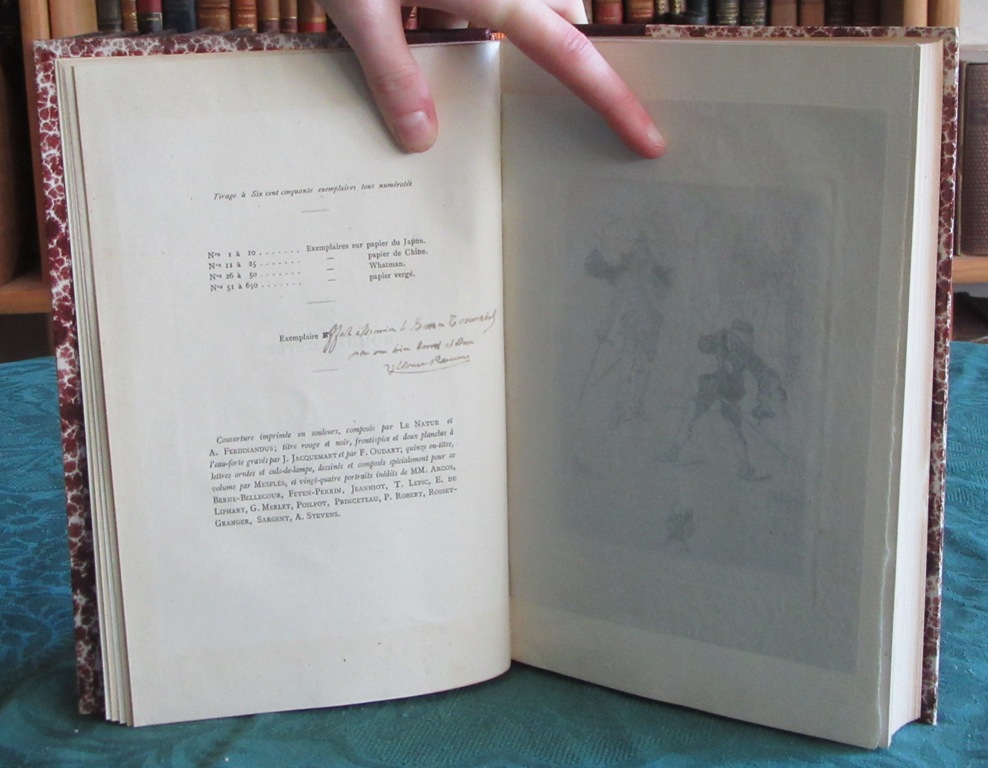 Tirage à Six cent cinquante exemplaires tous numérotés
Nos 1 à 10 ....... Exemplaires sur papier du Japon.
Nos 11 à 25 ....... — papier de Chine.
Nos 26 à 50 ....... — Whatman.
Nos 51 à 650 ....... — papier vergé.
Exemplaire
Couverture imprimée en couleurs, composée par LE NATUR et
A. FERDINANDUS; titre rouge et noir, frontispice et deux planches à
l'eau-forte gravés par J. JACQUEMART et par F. OUDART; quinze en-têtes,
lettres ornées et culs-de-lampe, dessinés et composés spécialement pour ce
volume par MESPLÈS, et vingt-quatre portraits inédits de MM. ARCOS,
BERNE-BELLECOUR, FEYEN-PERRIN, JEANNIOT, T. LEPIC, E. DE
LIPHART, G. MERLEY, POILPOT, PRINCETEAU, P. ROBERT, ROISEY-
GRANGER, SARGENT, A. STEVENS.